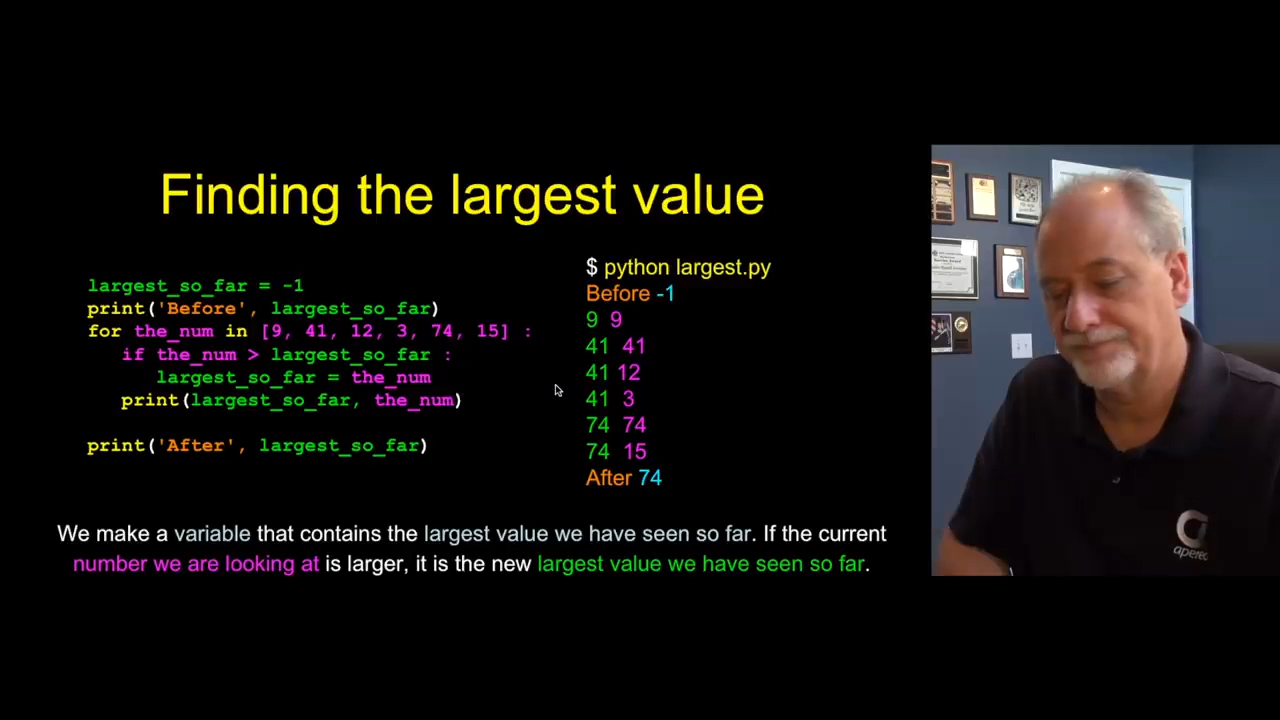 Finding the largest value
largest_so_far = -1
print('Before', largest_so_far)
for the_num in [9, 41, 12, 3, 74, 15] :
   if the_num > largest_so_far :
      largest_so_far = the_num
   print(largest_so_far, the_num)
print('After', largest_so_far)
$ python largest.py
Before -1
9 9
41 41
41 12
41 3
74 74
74 15
After 74
We make a variable that contains the largest value we have seen so far. If the current
number we are looking at is larger, it is the new largest value we have seen so far.
apereo